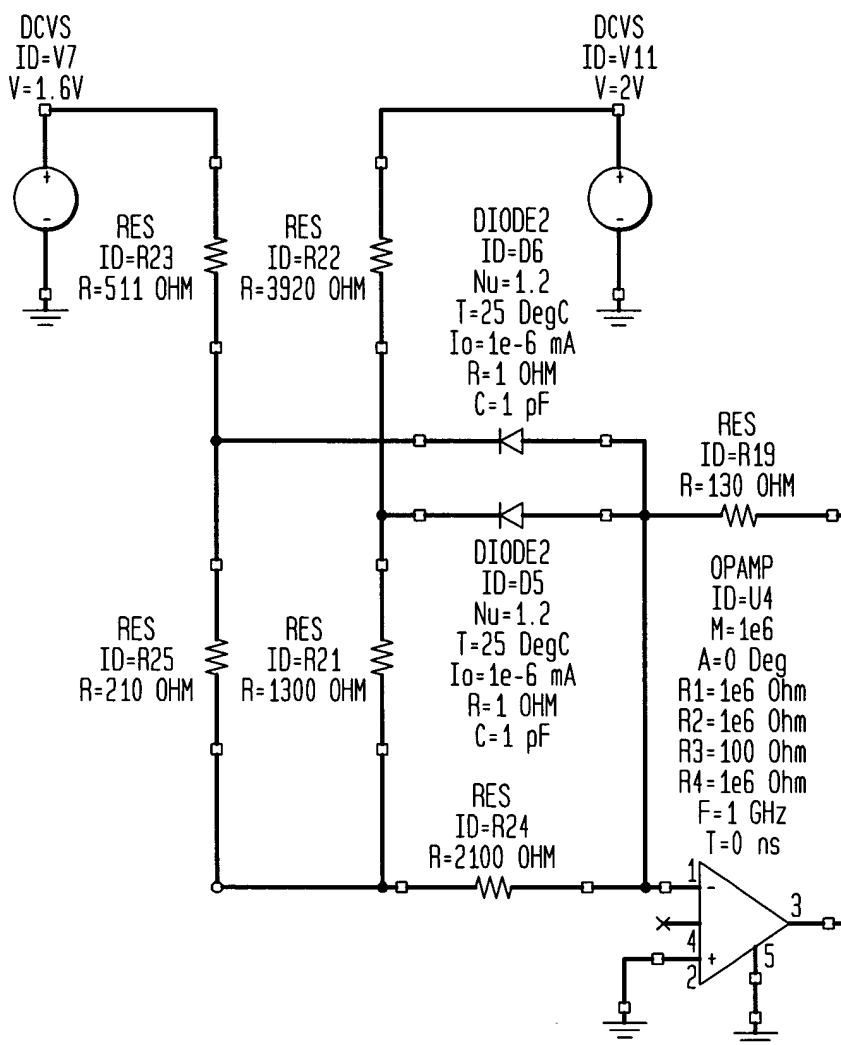 DCVS
ID=V7
V=1.6V
DCVS
ID=V11
V=2V
+
-
+
-
RES
ID=R23
R=511 OHM
RES
ID=R22
R=3920 OHM
DIODE2
ID=D6
Nu=1.2
T=25 DegC
Io=1e-6 mA
R=1 OHM
C=1 pF
RES
ID=R19
R=130 OHM
DIODE2
ID=D5
Nu=1.2
T=25 DegC
Io=1e-6 mA
R=1 OHM
C=1 pF
RES
ID=R25
R=210 OHM
RES
ID=R21
R=1300 OHM
OPAMP
ID=U4
M=1e6
A=0 Deg
R1=1e6 Ohm
R2=1e6 Ohm
R3=100 Ohm
R4=1e6 Ohm
F=1 GHz
T=0 ns
RES
ID=R24
R=2100 OHM
1
-
3
4
+
2
5